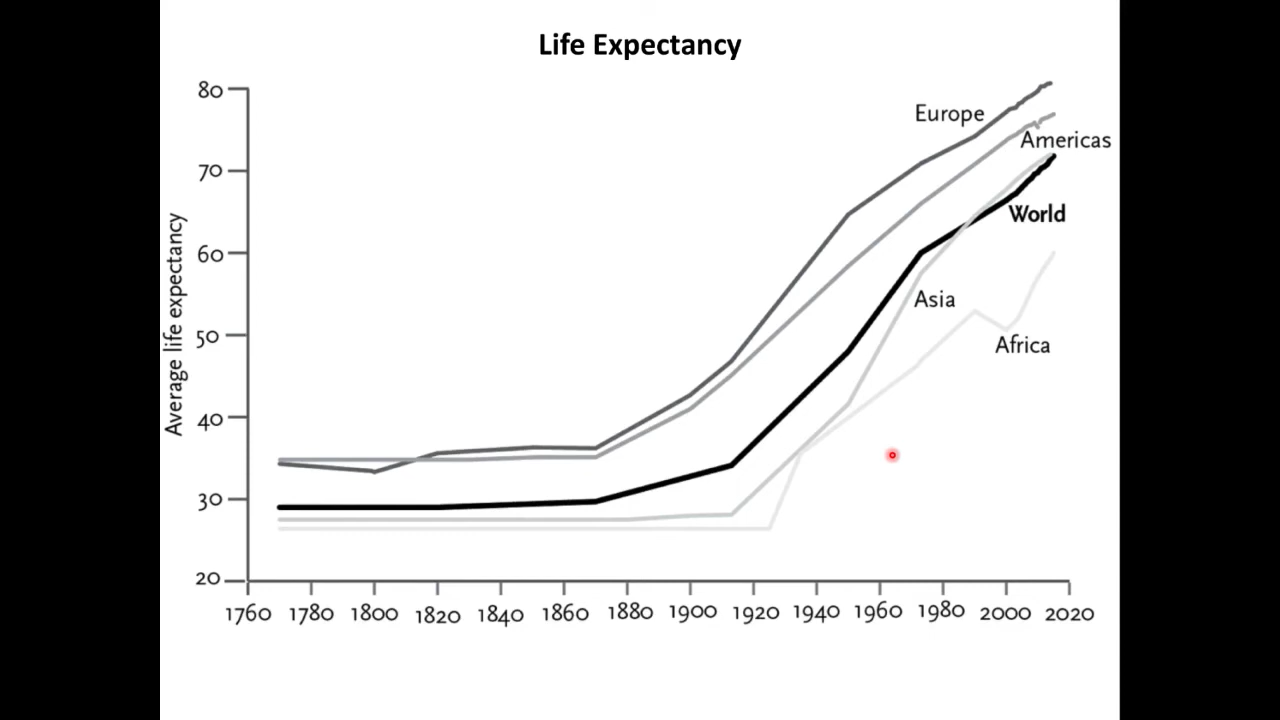 Life Expectancy
80
70
60
50
40
30
20
Average life expectancy
Europe
Americas
World
Asia
Africa
1760 1780 1800 1820 1840 1860 1880 1900 1920 1940 1960 1980 2000 2020